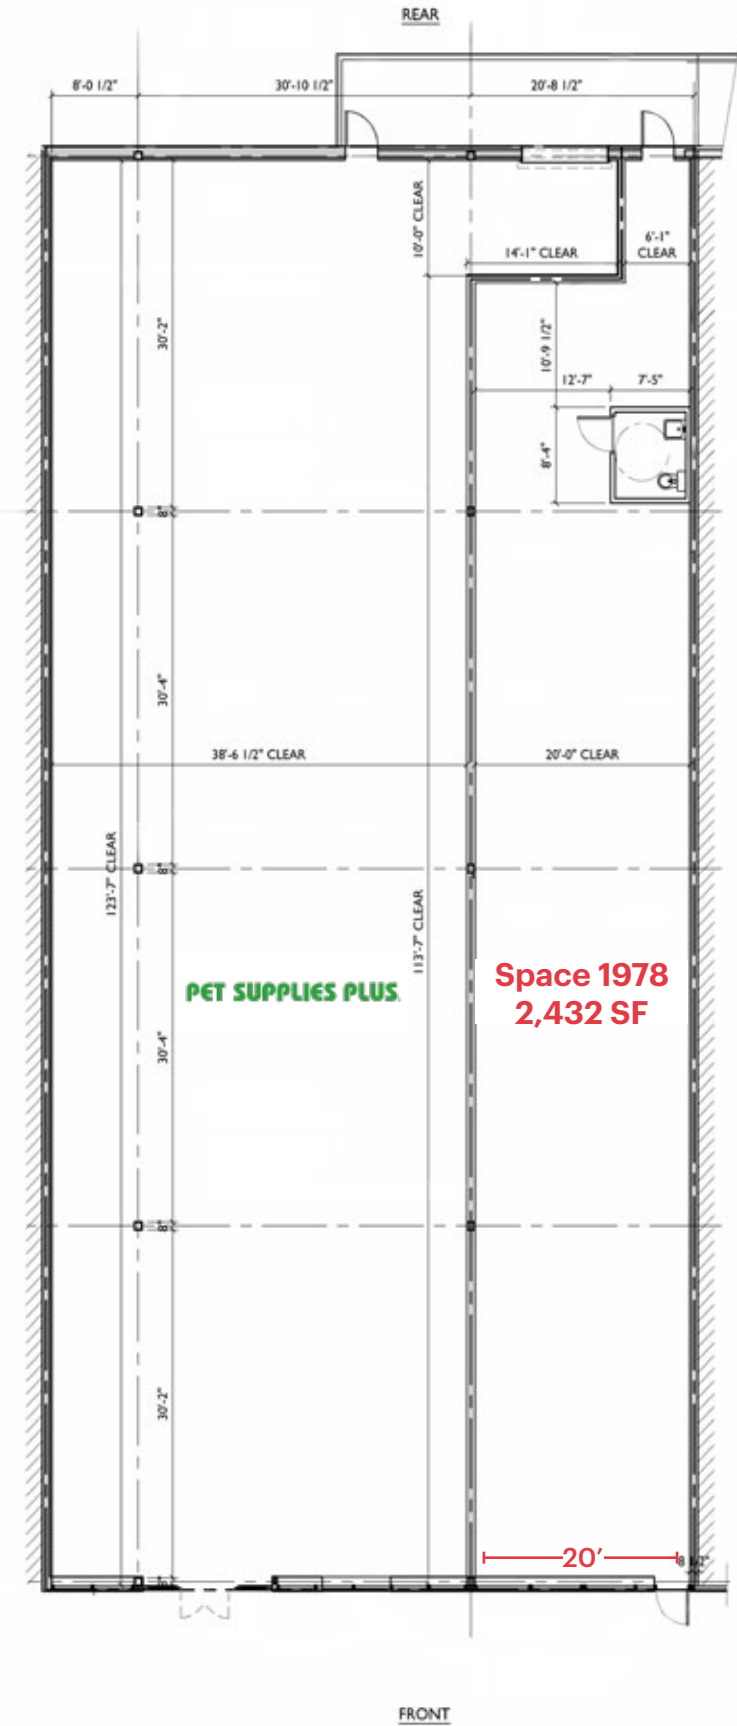 REAR
8'-0 1/2"
30'-10 1/2"
20'-8 1/2"
10'-0" CLEAR
14'-1" CLEAR
6'-1"
CLEAR
30'-2"
10'-9 1/2"
12'-7"
7'-5"
8'-4"
8"
30'-4"
38'-6 1/2" CLEAR
20'-0" CLEAR
8"
123'-7" CLEAR
113'-7" CLEAR
PET SUPPLIES PLUS.
Space 1978
2,432 SF
30'-4"
8"
30'-2"
20'
8 1/2"
8"
FRONT